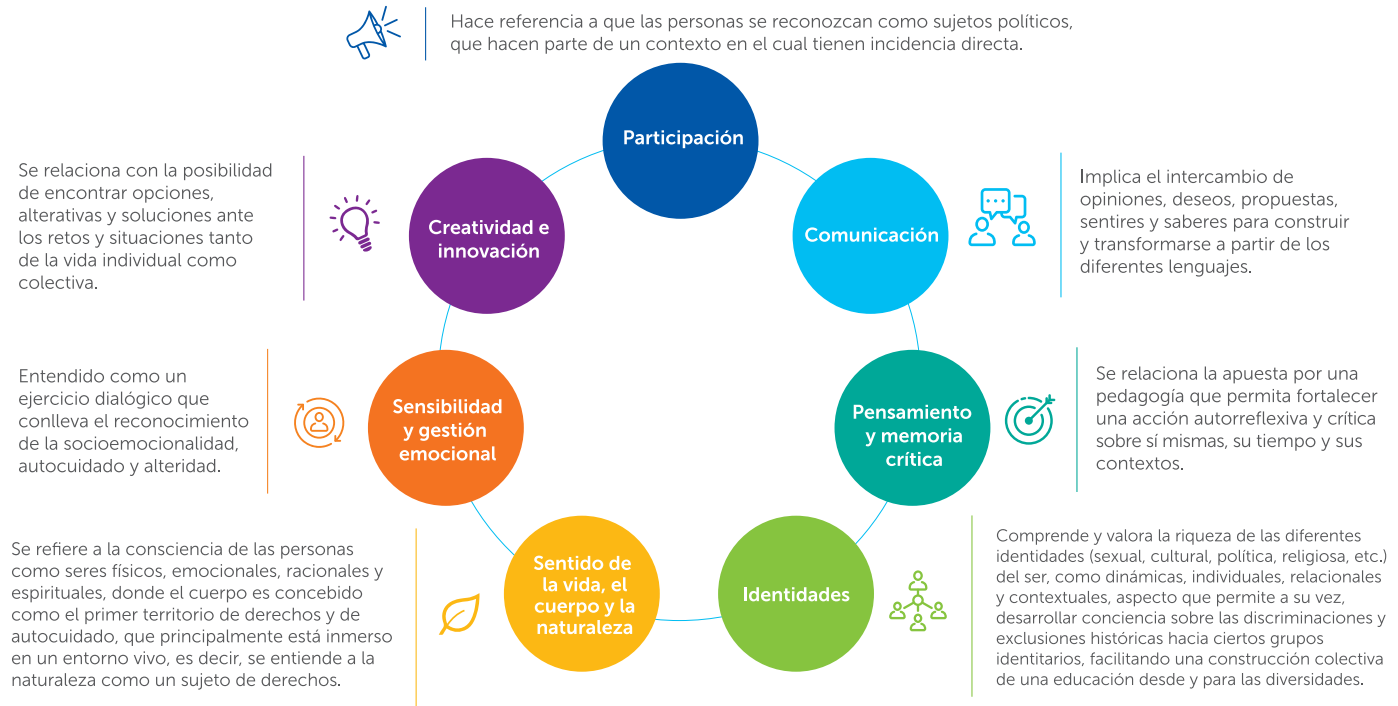 Hace referencia a que las personas se reconozcan como sujetos políticos,
que hacen parte de un contexto en el cual tienen incidencia directa.
Participación
Se relaciona con la posibilidad
de encontrar opciones,
alterativas y soluciones ante
los retos y situaciones tanto
de la vida individual como
colectiva.
Creatividad e
innovación
Comunicación
Implica el intercambio de
opiniones, deseos, propuestas,
sentires y saberes para construir
y transformarse a partir de los
diferentes lenguajes.
Entendido como un
ejercicio dialógico que
conlleva el reconocimiento
de la socioemocionalidad,
autocuidado y alteridad.
Sensibilidad
y gestión
emocional
Pensamiento
y memoria
crítica
Se relaciona la apuesta por una
pedagogía que permita fortalecer
una acción autorreflexiva y crítica
sobre sí mismas, su tiempo y sus
contextos.
Se refiere a la consciencia de las personas
como seres físicos, emocionales, racionales y
espirituales, donde el cuerpo es concebido
como el primer territorio de derechos y de
autocuidado, que principalmente está inmerso
en un entorno vivo, es decir, se entiende a la
naturaleza como un sujeto de derechos.
Sentido de
la vida, el
cuerpo y la
naturaleza
Identidades
Comprende y valora la riqueza de las diferentes
identidades (sexual, cultural, política, religiosa, etc.)
del ser, como dinámicas, individuales, relacionales
y contextuales, aspecto que permite a su vez,
desarrollar conciencia sobre las discriminaciones y
exclusiones históricas hacia ciertos grupos
identitarios, facilitando una construcción colectiva
de una educación desde y para las diversidades.